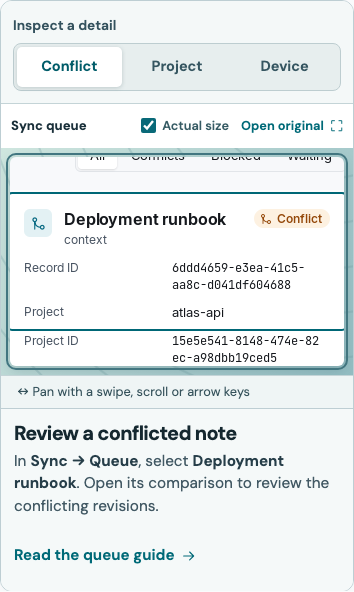 Inspect a detail
Conflict Project Device
Sync queue Actual size Open original
All Conflicts Blocked Waiting
Deployment runbook Conflict
context
Record ID 6ddd4659-e3ea-41c5-
aa8c-d041df604688
Project atlas-api
Project ID 15e5e541-8148-474e-82
ec-a98dbb19ced5
↔ Pan with a swipe, scroll or arrow keys
Review a conflicted note
In Sync → Queue, select Deployment
runbook. Open its comparison to review the
conflicting revisions.
Read the queue guide →